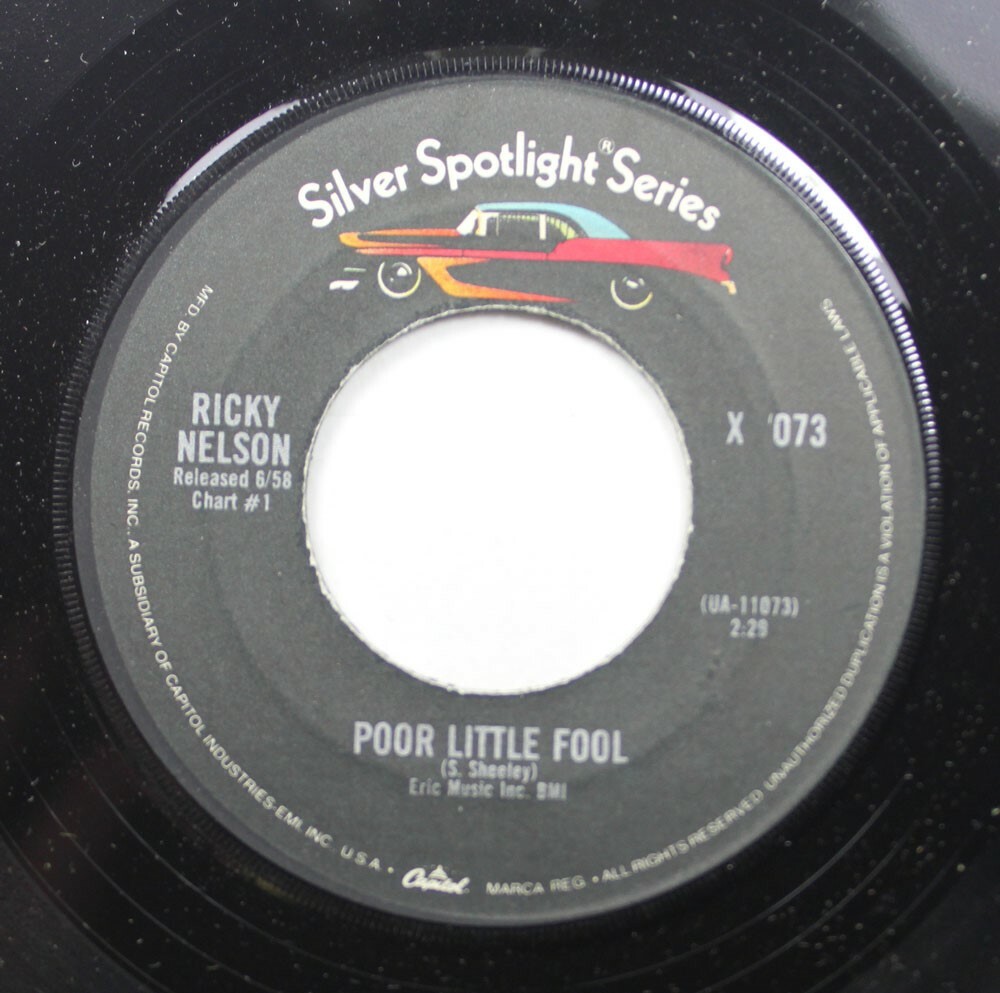 Silver Spotlight® Series
RICKY
NELSON
Released 6/58
Chart #1
X 073
(UA-11073)
2:29
POOR LITTLE FOOL
(S. Sheeley)
Eric Music Inc. BMI
MFD. BY CAPITOL RECORDS, INC., A SUBSIDIARY OF CAPITOL INDUSTRIES-EMI, INC. U.S.A. • Capitol MARCA REG. • ALL RIGHTS RESERVED. UNAUTHORIZED DUPLICATION IS A VIOLATION OF APPLICABLE LAWS